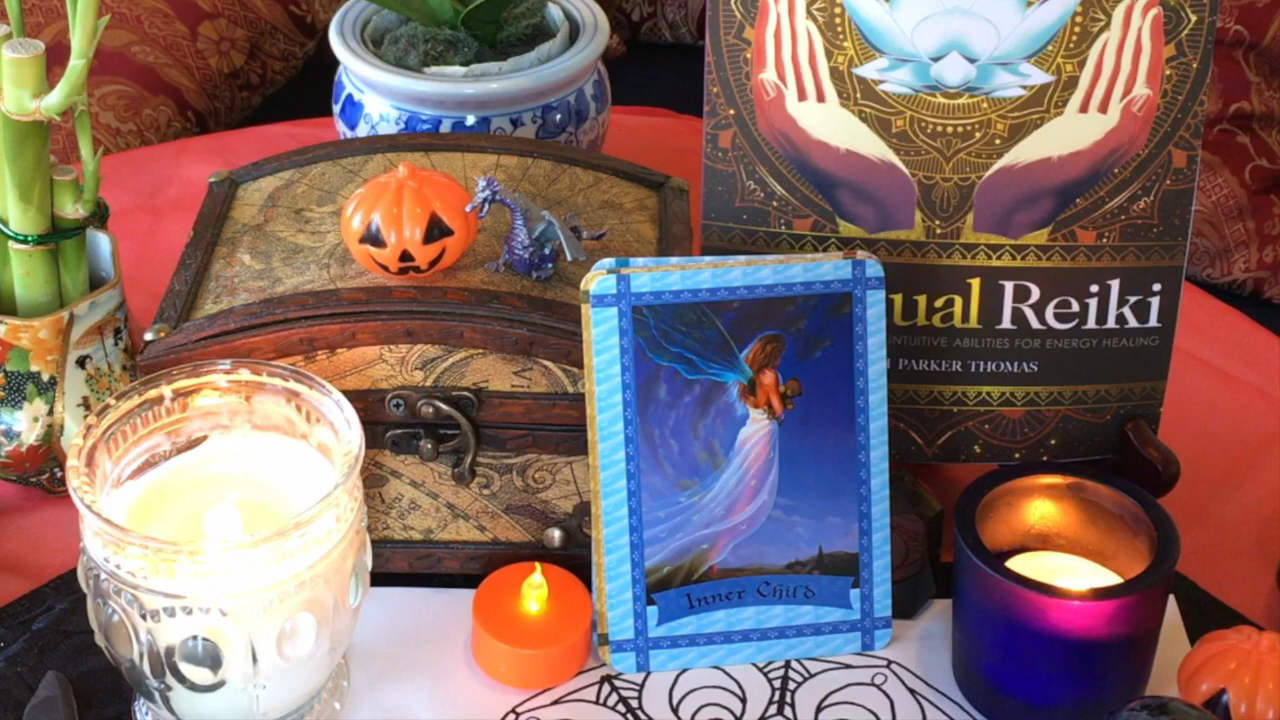 ual Reiki
INTUITIVE ABILITIES FOR ENERGY HEALING
PARKER THOMAS
Inner Child